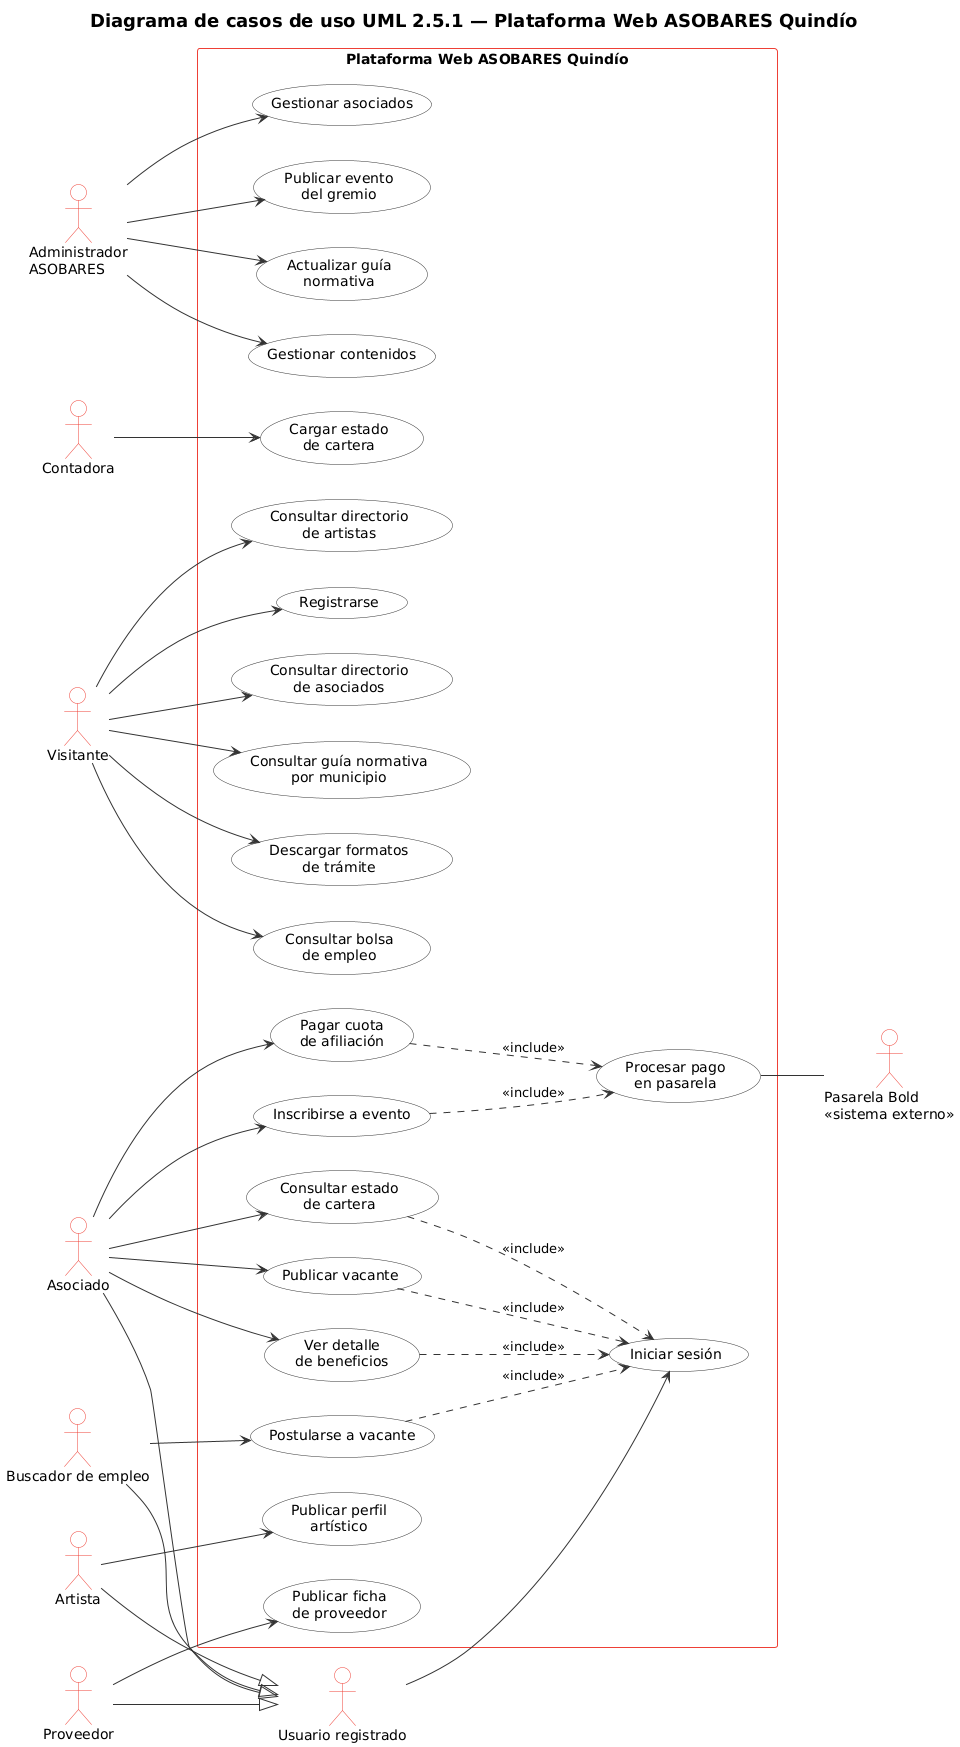 Diagrama de casos de uso UML 2.5.1 — Plataforma Web ASOBARES Quindío
Plataforma Web ASOBARES Quindío
Gestionar asociados
Publicar evento
del gremio
Administrador
ASOBARES
Actualizar guía
normativa
Gestionar contenidos
Contadora
Cargar estado
de cartera
Consultar directorio
de artistas
Registrarse
Consultar directorio
de asociados
Visitante
Consultar guía normativa
por municipio
Descargar formatos
de trámite
Consultar bolsa
de empleo
Pagar cuota
de afiliación
«include»
Procesar pago
en pasarela
Pasarela Bold
«sistema externo»
Inscribirse a evento
«include»
Consultar estado
de cartera
«include»
Asociado
Publicar vacante
«include»
Ver detalle
de beneficios
«include»
Iniciar sesión
«include»
Postularse a vacante
Buscador de empleo
Publicar perfil
artístico
Artista
Publicar ficha
de proveedor
Proveedor
Usuario registrado